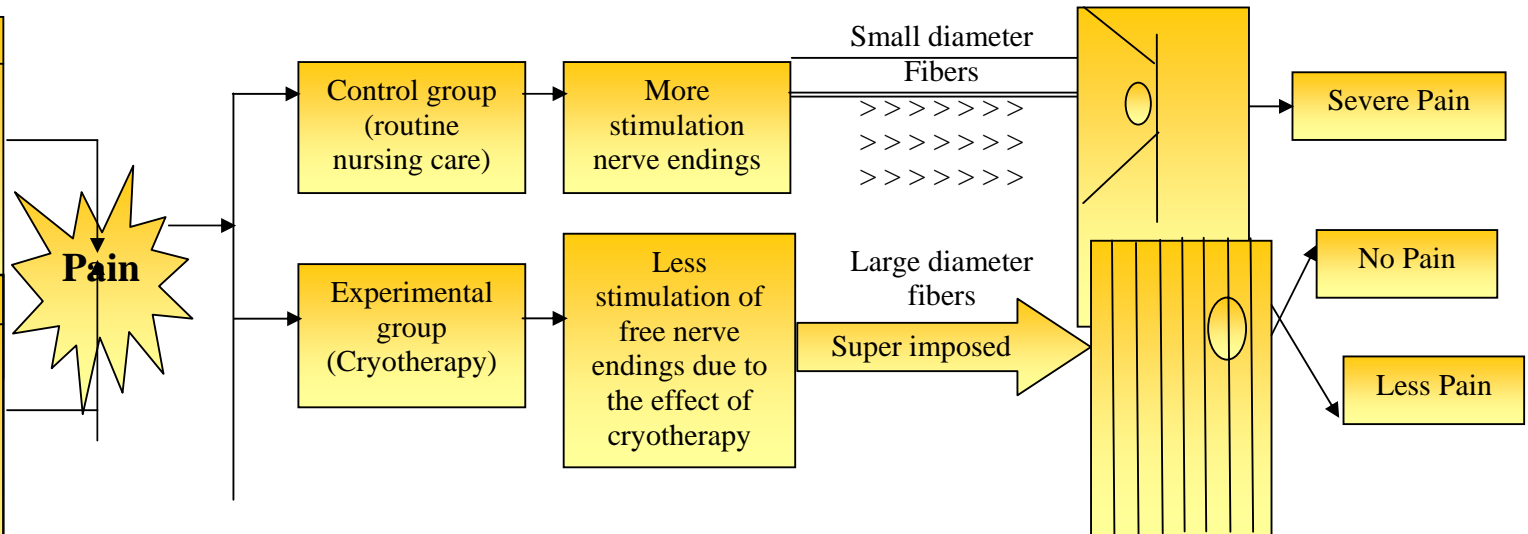 Pain
Control group
(routine
nursing care)
More
stimulation
nerve endings
Small diameter
Fibers
> > > > > > >
> > > > > > >
> > > > > > >
Severe Pain
Experimental
group
(Cryotherapy)
Less
stimulation of
free nerve
endings due to
the effect of
cryotherapy
Large diameter
fibers
Super imposed
No Pain
Less Pain